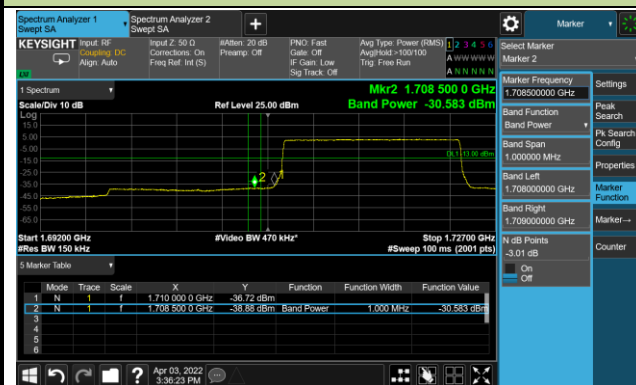 Spectrum Analyzer 1
Swept SA
Spectrum Analyzer 2
Swept SA
+
Marker
KEYSIGHT
Input: RF
Coupling: DC
Align: Auto
Input Z: 50 Ω
Corrections: On
Freq Ref: Int (S)
#Atten: 20 dB
Preamp: Off
PNO: Fast
Gate: Off
IF Gain: Low
Sig Track: Off
Avg Type: Power (RMS)
Avg|Hold:>100/100
Trig: Free Run
1 2 3 4 5 6
A W W W W W
A N N N N N
LXI
Select Marker
Marker 2
1 Spectrum
Scale/Div 10 dB
Ref Level 25.00 dBm
Mkr2 1.708 500 0 GHz
Band Power -30.583 dBm
Log
15.0
5.00
-5.00
-15.0
-25.0
-35.0
-45.0
-55.0
-65.0
DL1 -13.00 dBm
2
Start 1.69200 GHz
#Res BW 150 kHz
#Video BW 470 kHz*
Stop 1.72700 GHz
#Sweep 100 ms (2001 pts)
5 Marker Table
Mode Trace Scale X Y Function Function Width Function Value
1 N 1 f 1.710 000 0 GHz -36.72 dBm
2 N 1 f 1.708 500 0 GHz -38.88 dBm Band Power 1.000 MHz -30.583 dBm
3
4
5
6
Marker Frequency
1.708500000 GHz
Band Function
Band Power
Band Span
1.000000 MHz
Band Left
1.708000000 GHz
Band Right
1.709000000 GHz
N dB Points
-3.01 dB
On
Off
Settings
Peak
Search
Pk Search
Config
Properties
Marker
Function
Marker→
Counter
?
Apr 03, 2022
3:36:23 PM